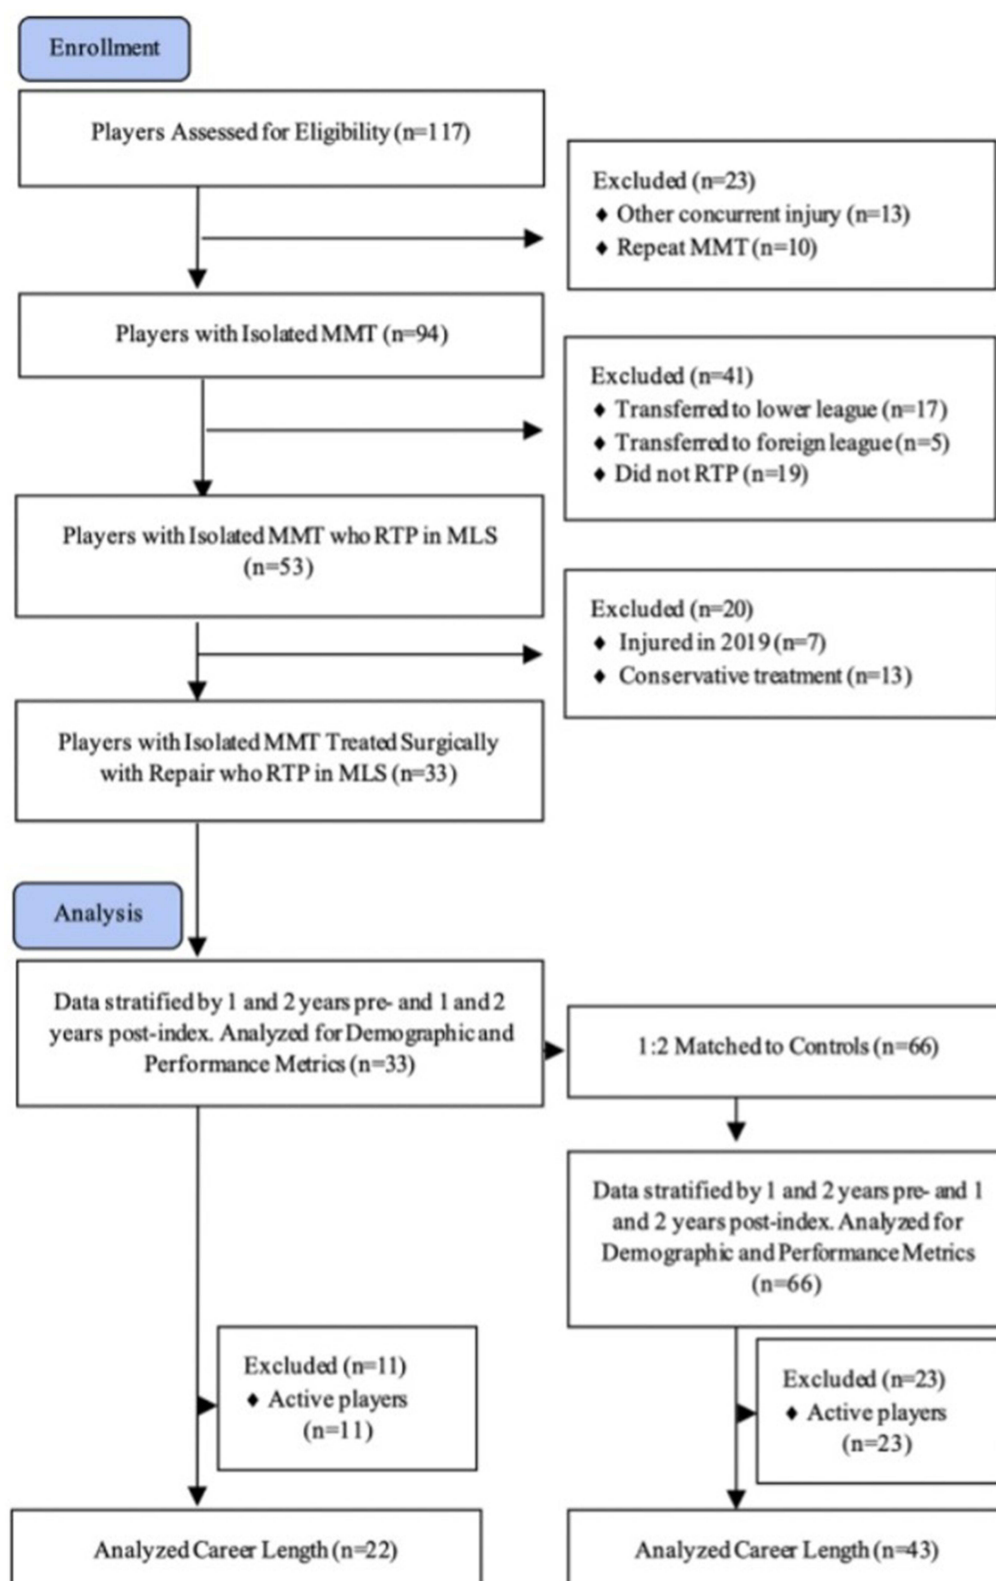 Enrollment
Players Assessed for Eligibility (n=117)
Excluded (n=23)
♦ Other concurrent injury (n=13)
♦ Repeat MMT (n=10)
Players with Isolated MMT (n=94)
Excluded (n=41)
♦ Transferred to lower league (n=17)
♦ Transferred to foreign league (n=5)
♦ Did not RTP (n=19)
Players with Isolated MMT who RTP in MLS
(n=53)
Excluded (n=20)
♦ Injured in 2019 (n=7)
♦ Conservative treatment (n=13)
Players with Isolated MMT Treated Surgically
with Repair who RTP in MLS (n=33)
Analysis
Data stratified by 1 and 2 years pre- and 1 and 2
years post-index. Analyzed for Demographic and
Performance Metrics (n=33)
1:2 Matched to Controls (n=66)
Data stratified by 1 and 2 years pre- and 1
and 2 years post-index. Analyzed for
Demographic and Performance Metrics
(n=66)
Excluded (n=11)
♦ Active players
(n=11)
Excluded (n=23)
♦ Active players
(n=23)
Analyzed Career Length (n=22)
Analyzed Career Length (n=43)